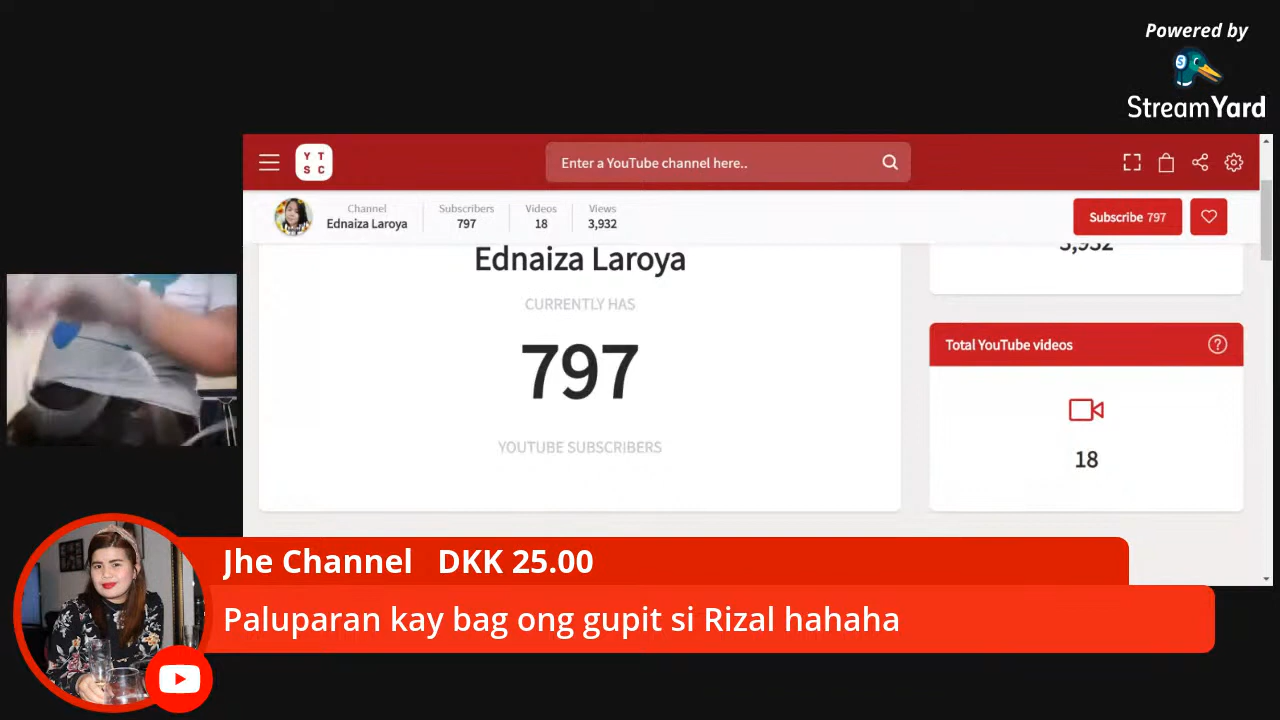 Powered by
StreamYard
Y T
S C
Enter a YouTube channel here..
Channel
Ednaiza Laroya
Subscribers
797
Videos
18
Views
3,932
Subscribe 797
Ednaiza Laroya
CURRENTLY HAS
797
YOUTUBE SUBSCRIBERS
3,932
Total YouTube videos
?
18
Jhe Channel DKK 25.00
Paluparan kay bag ong gupit si Rizal hahaha